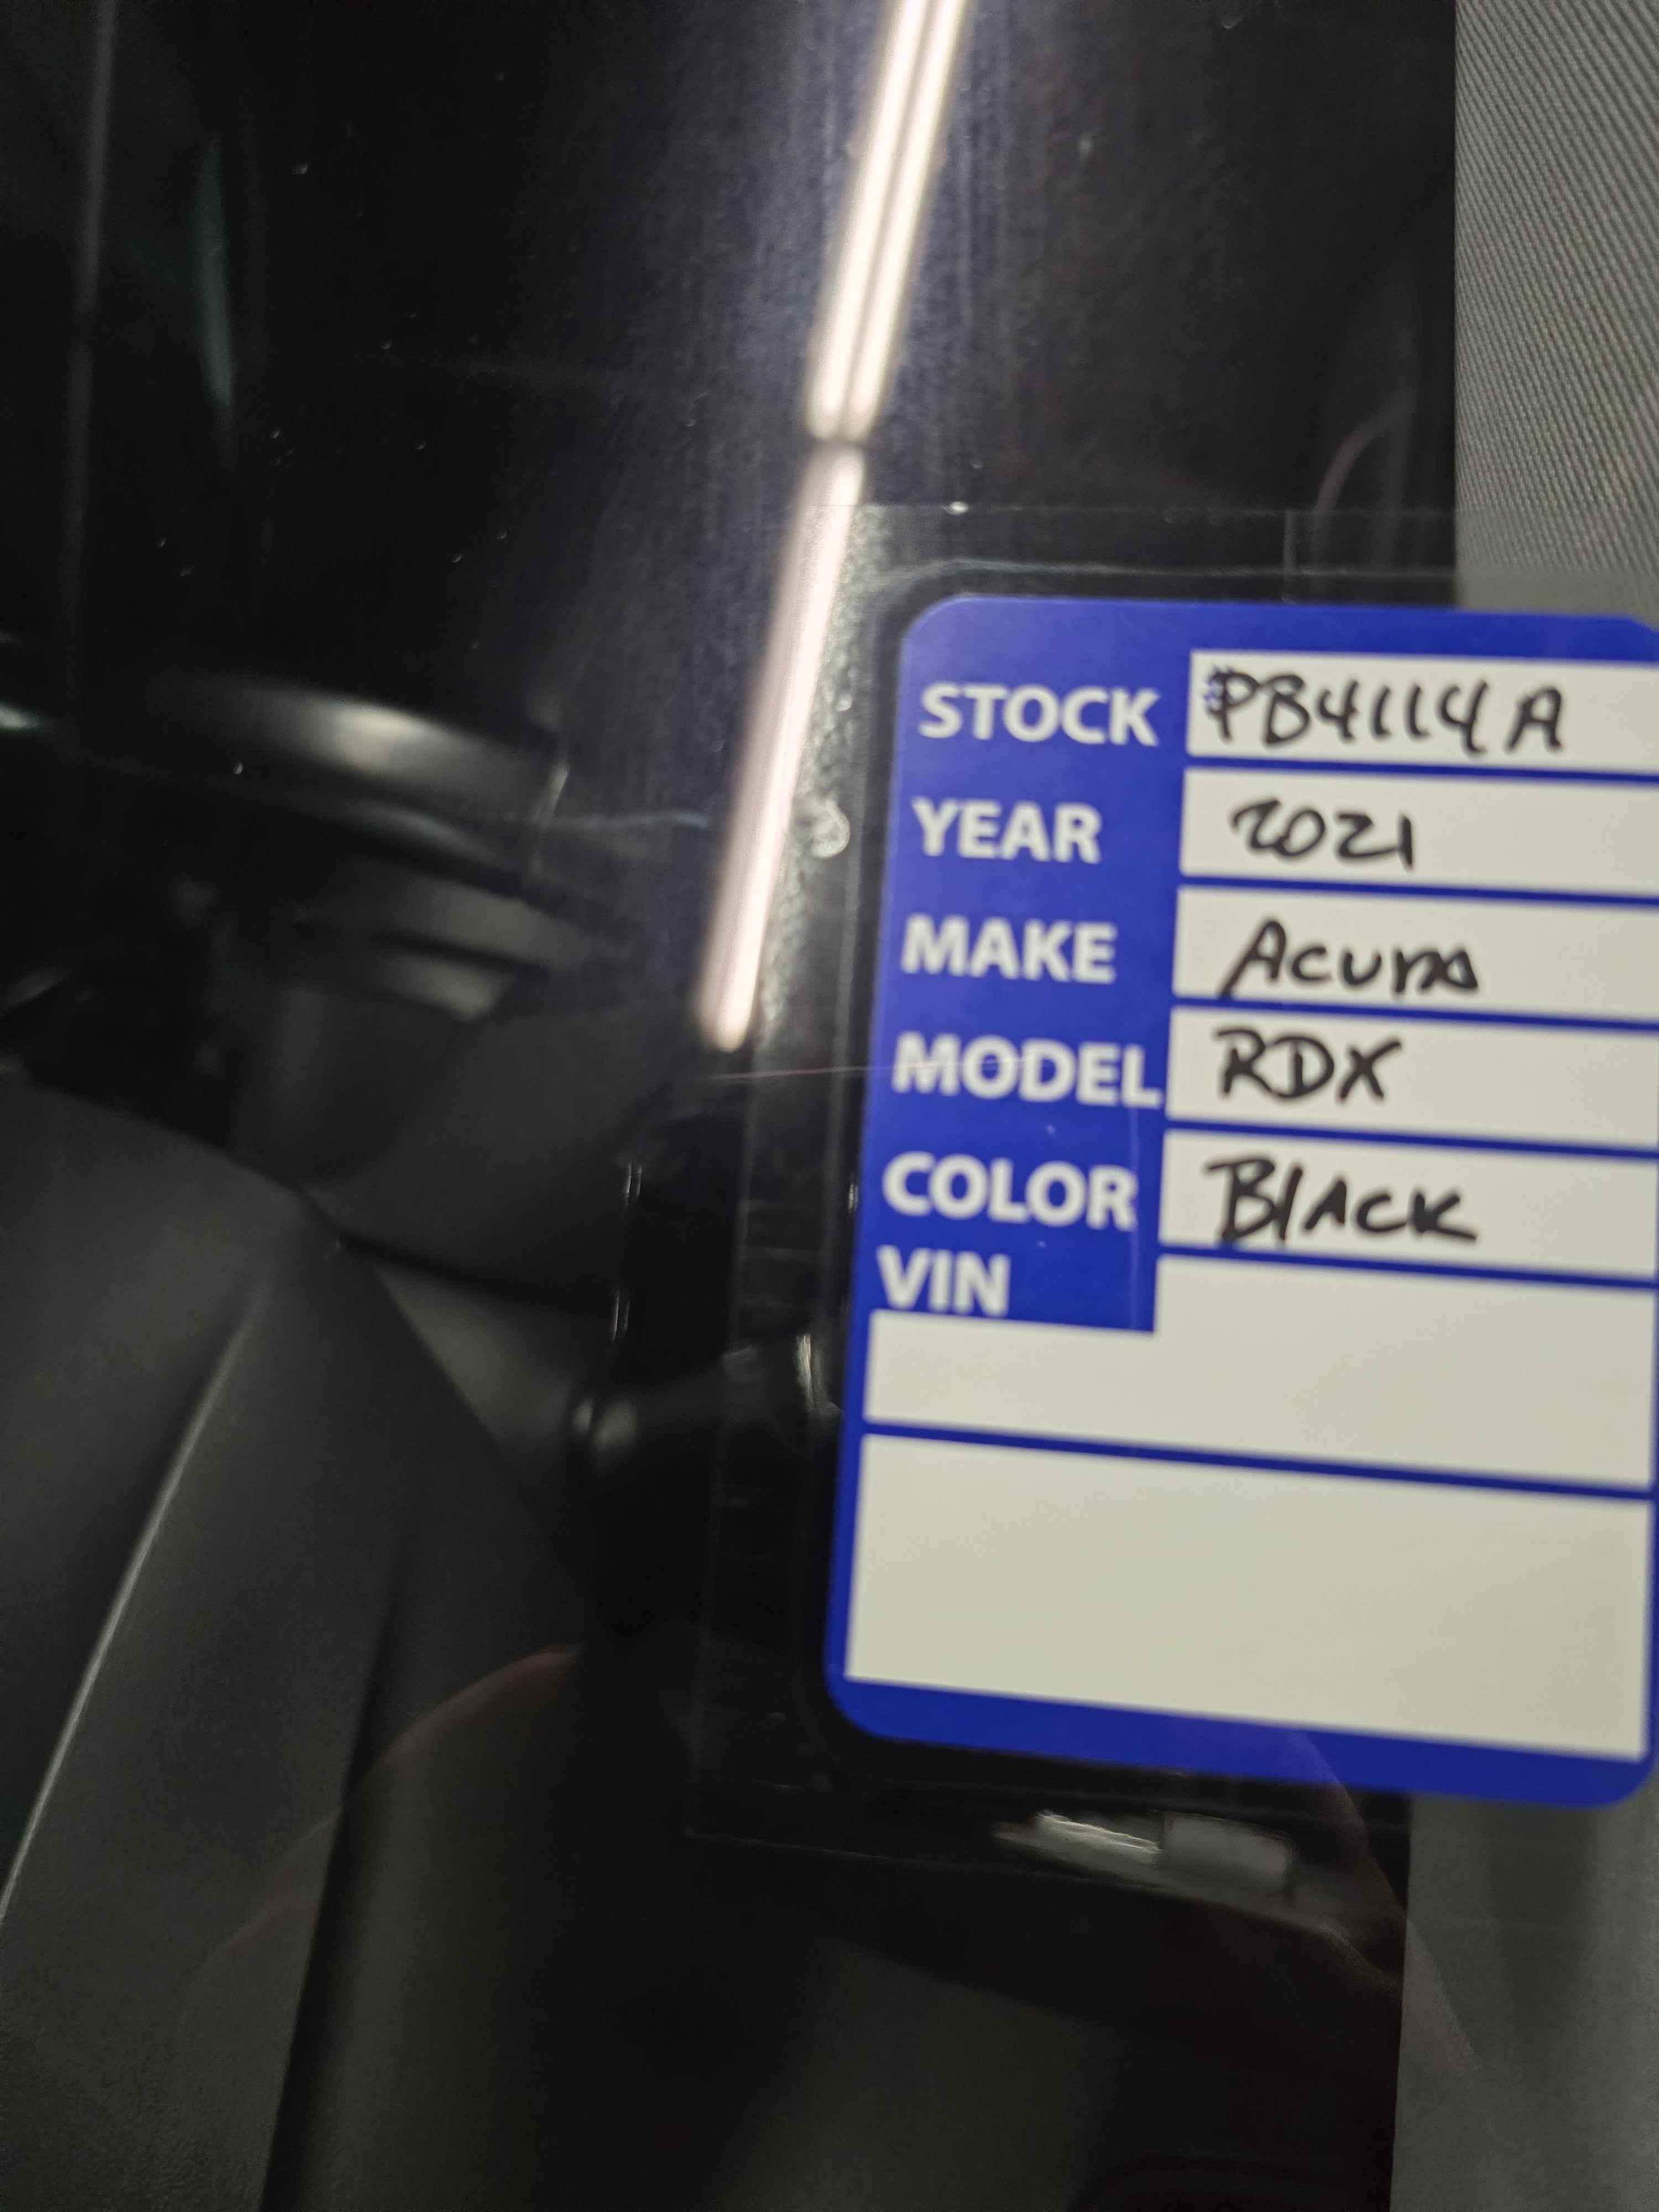 STOCK #PB4114A
YEAR 2021
MAKE Acura
MODEL RDX
COLOR Black
VIN